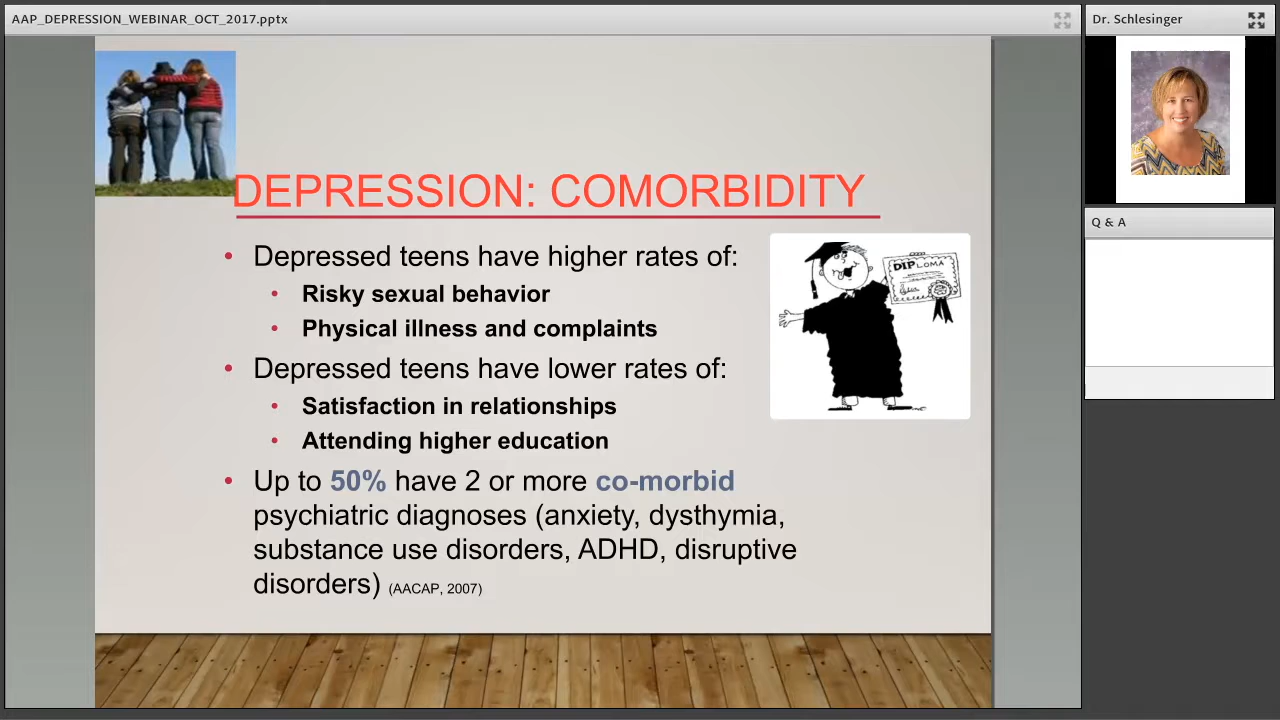 AAP_DEPRESSION_WEBINAR_OCT_2017.pptx
Dr. Schlesinger
Q & A
DEPRESSION: COMORBIDITY
• Depressed teens have higher rates of:
• Risky sexual behavior
• Physical illness and complaints
• Depressed teens have lower rates of:
• Satisfaction in relationships
• Attending higher education
• Up to 50% have 2 or more co-morbid
psychiatric diagnoses (anxiety, dysthymia,
substance use disorders, ADHD, disruptive
disorders) (AACAP, 2007)
DIPLOMA